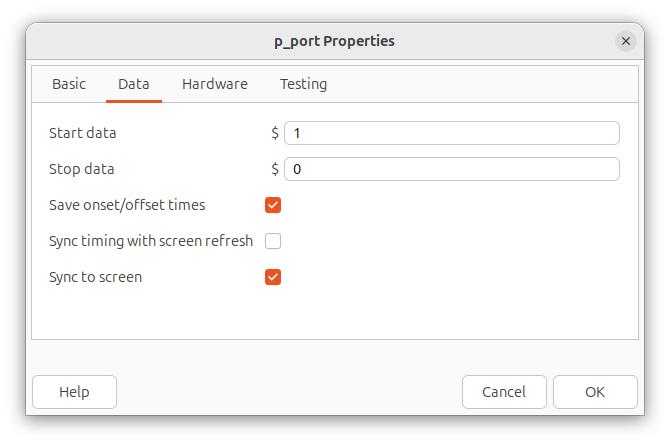 p_port Properties
Basic Data Hardware Testing
Start data $ 1
Stop data $ 0
Save onset/offset times
Sync timing with screen refresh
Sync to screen
Help Cancel OK